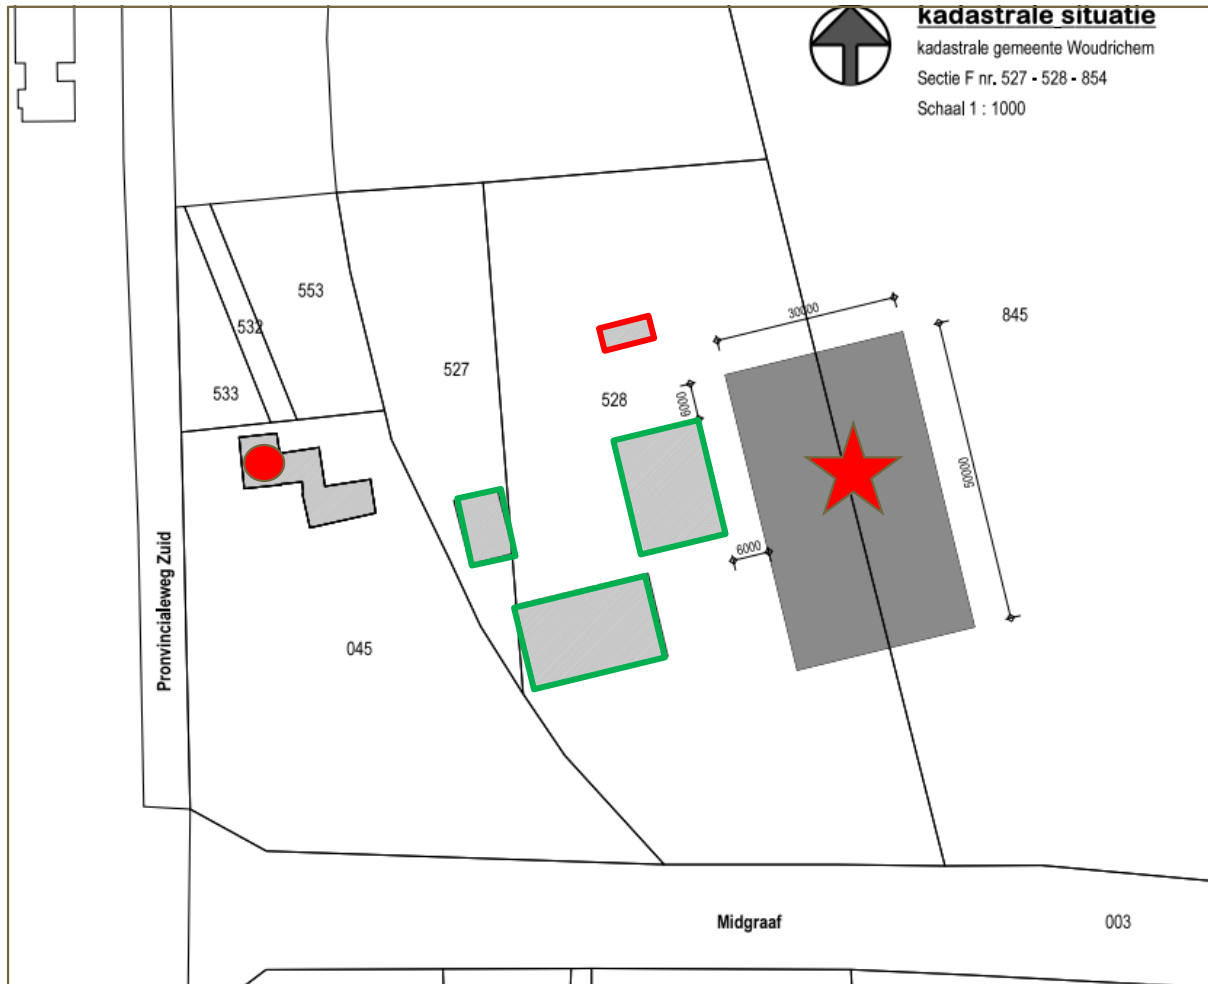 kadastrale situatie
kadastrale gemeente Woudrichem
Sectie F nr. 527 - 528 - 854
Schaal 1 : 1000
553
532
533
527
528
845
30000
6000
50000
6000
045
Pronvincialeweg Zuid
Midgraaf
003